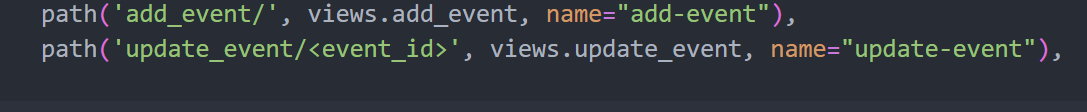 path('add_event/', views.add_event, name="add-event"),
path('update_event/<event_id>', views.update_event, name="update-event"),